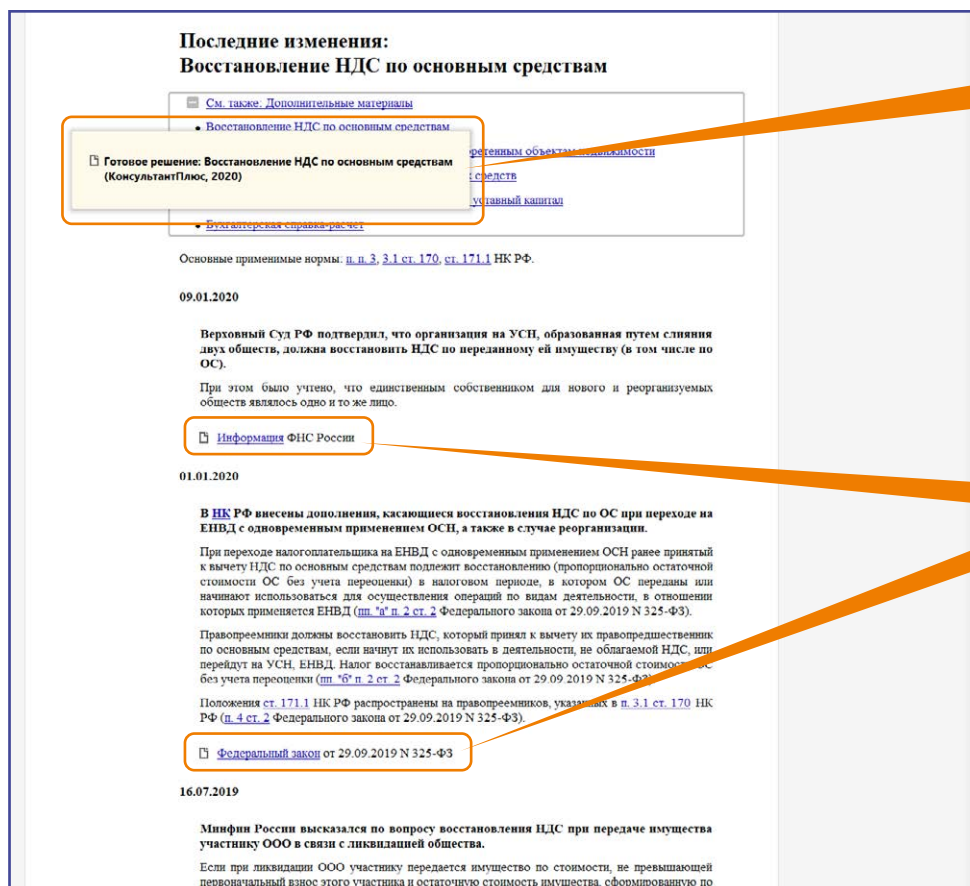 Последние изменения:
Восстановление НДС по основным средствам
См. также: Дополнительные материалы
• Восстановление НДС по основным средствам
Готовое решение: Восстановление НДС по основным средствам
(КонсультантПлюс, 2020)
объектам недвижимости
средств
уставный капитал
• Бухгалтерская справка-расчет
Основные применимые нормы: п. п. 3, 3.1 ст. 170, ст. 171.1 НК РФ.
09.01.2020
Верховный Суд РФ подтвердил, что организация на УСН, образованная путем слияния
двух обществ, должна восстановить НДС по переданному ей имуществу (в том числе по
ОС).
При этом было учтено, что единственным собственником для нового и реорганизуемых
обществ являлось одно и то же лицо.
Информация ФНС России
01.01.2020
В НК РФ внесены дополнения, касающиеся восстановления НДС по ОС при переходе на
ЕНВД с одновременным применением ОСН, а также в случае реорганизации.
При переходе налогоплательщика на ЕНВД с одновременным применением ОСН ранее принятый
к вычету НДС по основным средствам подлежит восстановлению (пропорционально остаточной
стоимости ОС без учета переоценки) в налоговом периоде, в котором ОС переданы или
начинают использоваться для осуществления операций по видам деятельности, в отношении
которых применяется ЕНВД (пп. "а" п. 2 ст. 2 Федерального закона от 29.09.2019 N 325-ФЗ).
Правопреемники должны восстановить НДС, который принял к вычету их правопредшественник
по основным средствам, если начнут их использовать в деятельности, не облагаемой НДС, или
перейдут на УСН, ЕНВД. Налог восстанавливается пропорционально остаточной стоимости ОС
без учета переоценки (пп. "б" п. 2 ст. 2 Федерального закона от 29.09.2019 N 325-ФЗ)
Положения ст. 171.1 НК РФ распространены на правопреемников, указанных в п. 3.1 ст. 170 НК
РФ (п. 4 ст. 2 Федерального закона от 29.09.2019 N 325-ФЗ).
Федеральный закон от 29.09.2019 N 325-ФЗ
16.07.2019
Минфин России высказался по вопросу восстановления НДС при передаче имущества
участнику ООО в связи с ликвидацией общества.
Если при ликвидации ООО участнику передается имущество по стоимости, не превышающей
первоначальный взнос этого участника и остаточную стоимость имущества, сформированную по